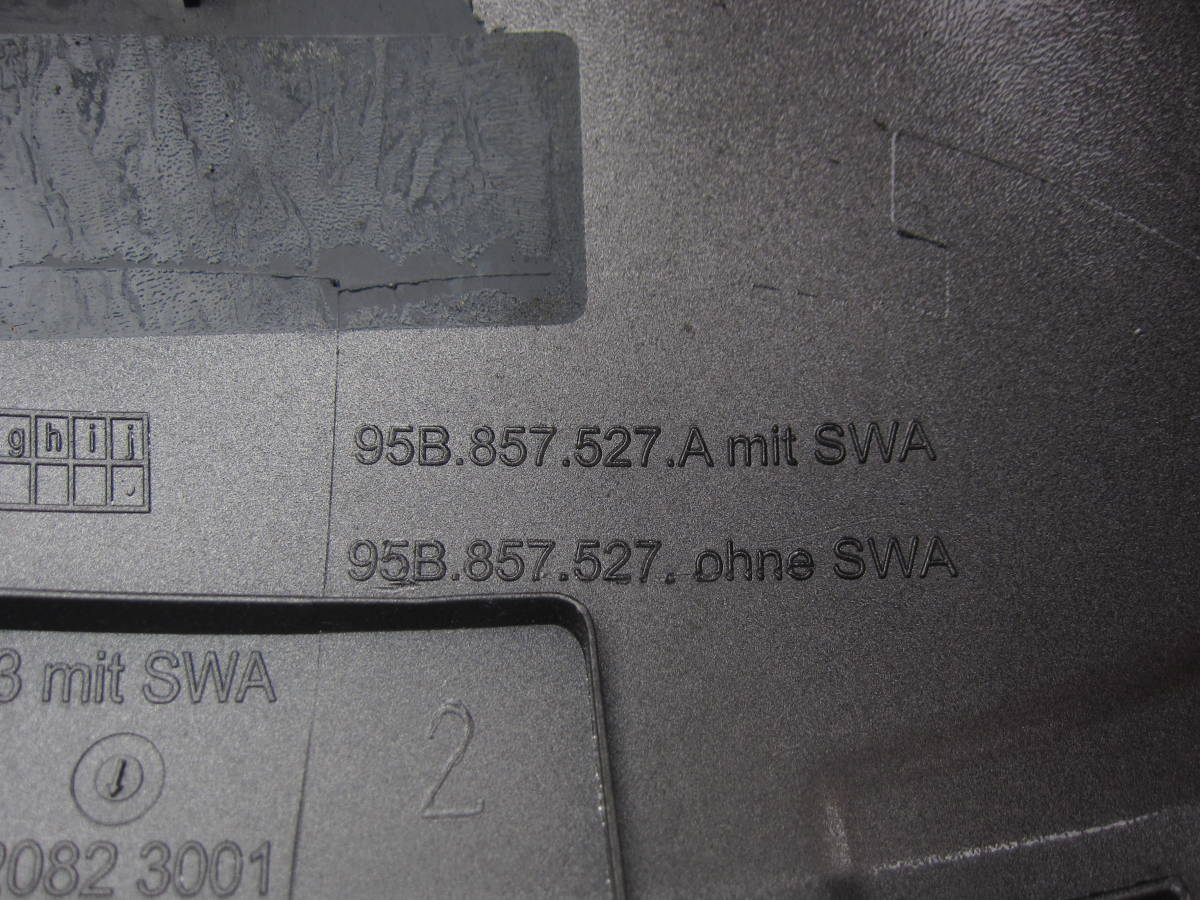 g h i j
95B.857.527.A mit SWA
95B.857.527. ohne SWA
3 mit SWA
2
2082 3001